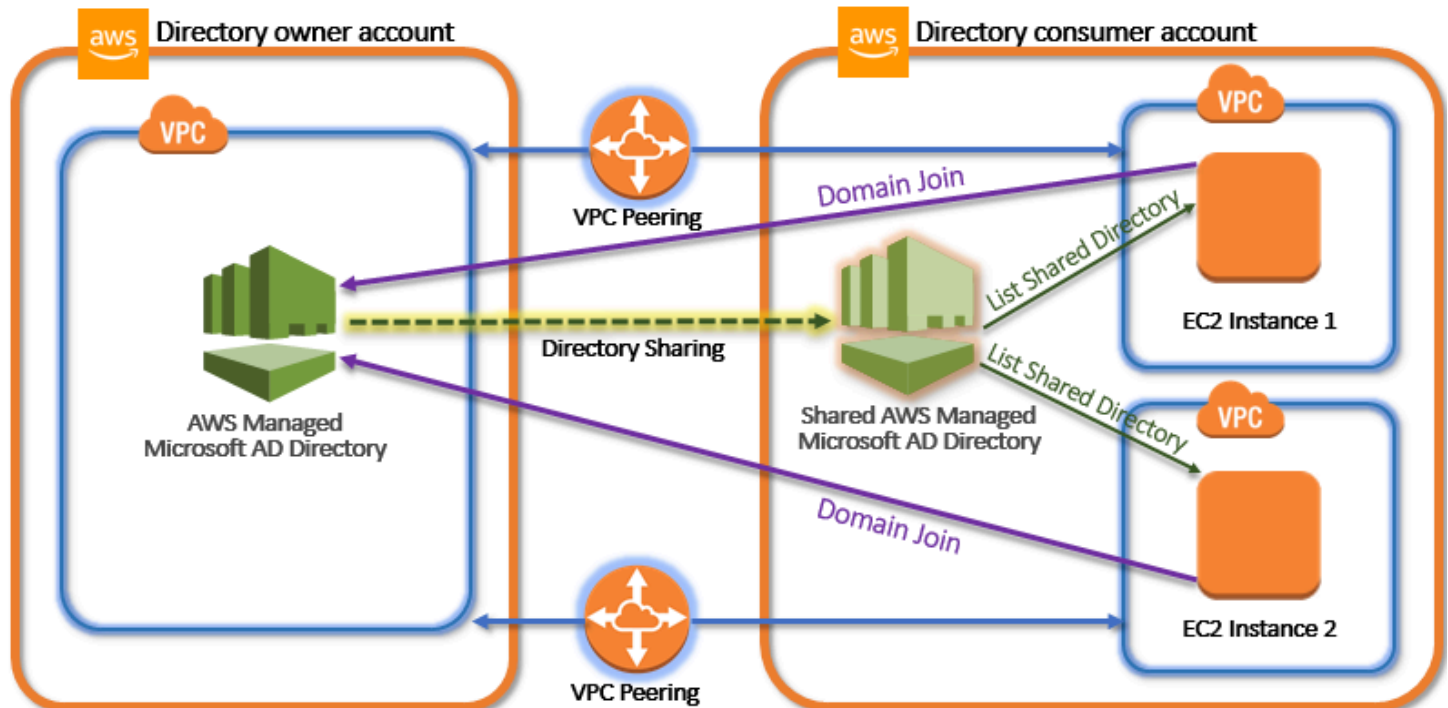 aws
Directory owner account
aws
Directory consumer account
VPC
VPC
VPC Peering
Domain Join
List Shared Directory
EC2 Instance 1
Directory Sharing
AWS Managed
Microsoft AD Directory
Shared AWS Managed
Microsoft AD Directory
List Shared Directory
VPC
Domain Join
EC2 Instance 2
VPC Peering